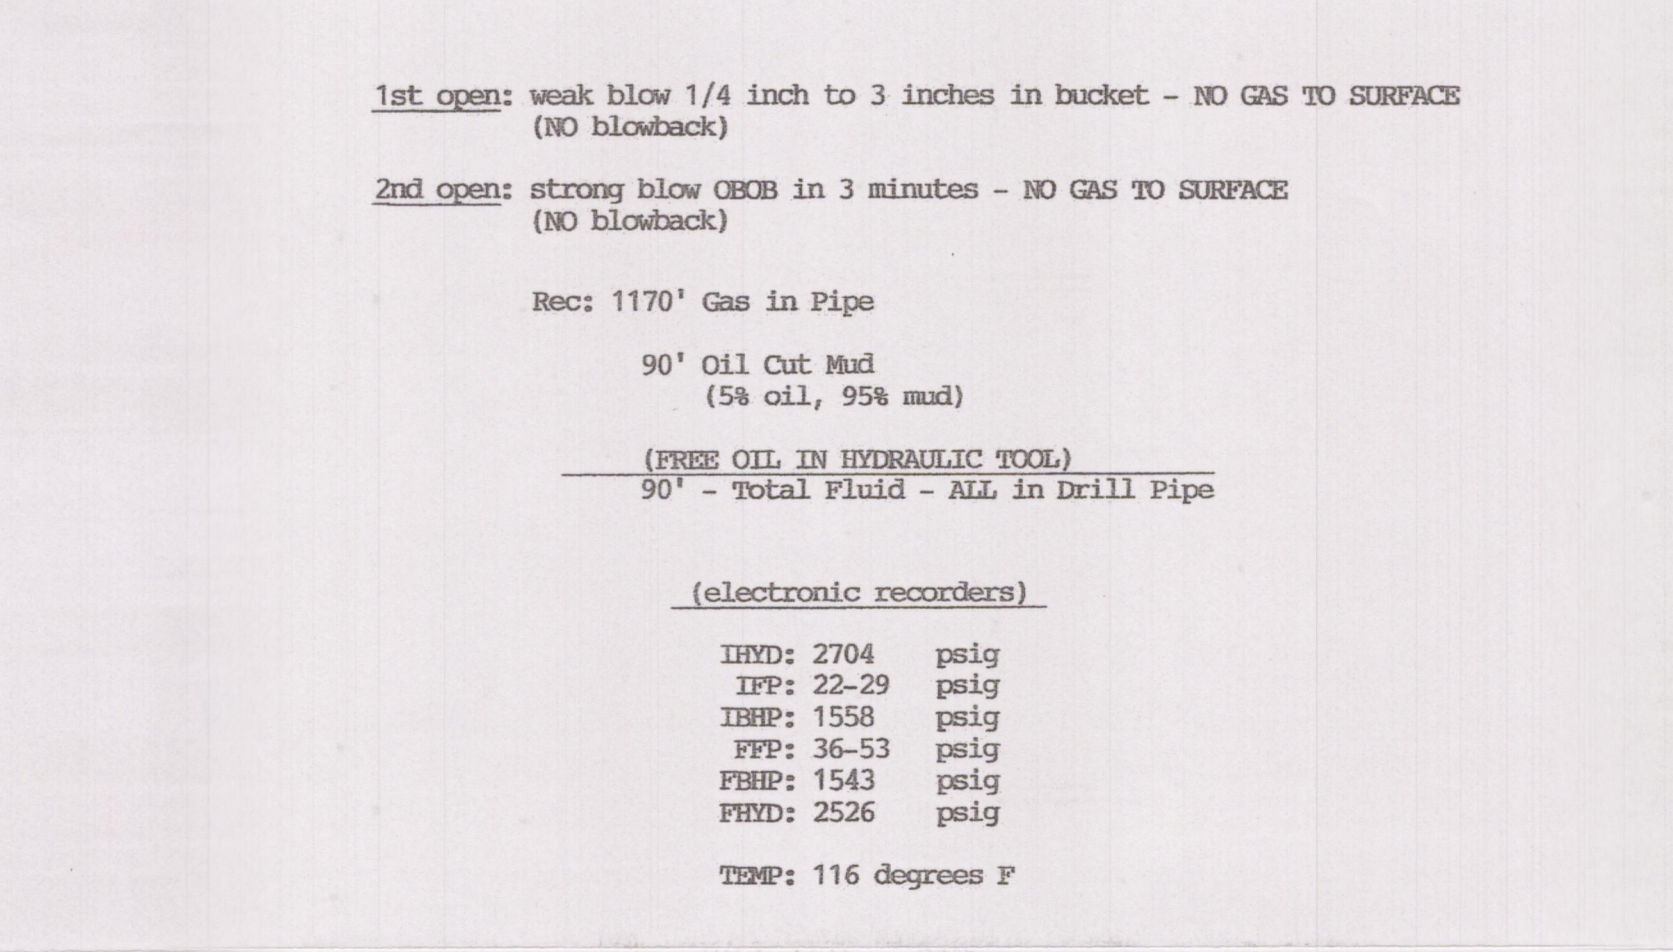 1st open: weak blow 1/4 inch to 3 inches in bucket - NO GAS TO SURFACE
(NO blowback)
2nd open: strong blow OBOB in 3 minutes - NO GAS TO SURFACE
(NO blowback)
Rec: 1170' Gas in Pipe
90' Oil Cut Mud
(5% oil, 95% mud)
(FREE OIL IN HYDRAULIC TOOL)
90' - Total Fluid - ALL in Drill Pipe
(electronic recorders)
IHYD: 2704 psig
IFP: 22-29 psig
IBHP: 1558 psig
FFP: 36-53 psig
FBHP: 1543 psig
FHYD: 2526 psig
TEMP: 116 degrees F